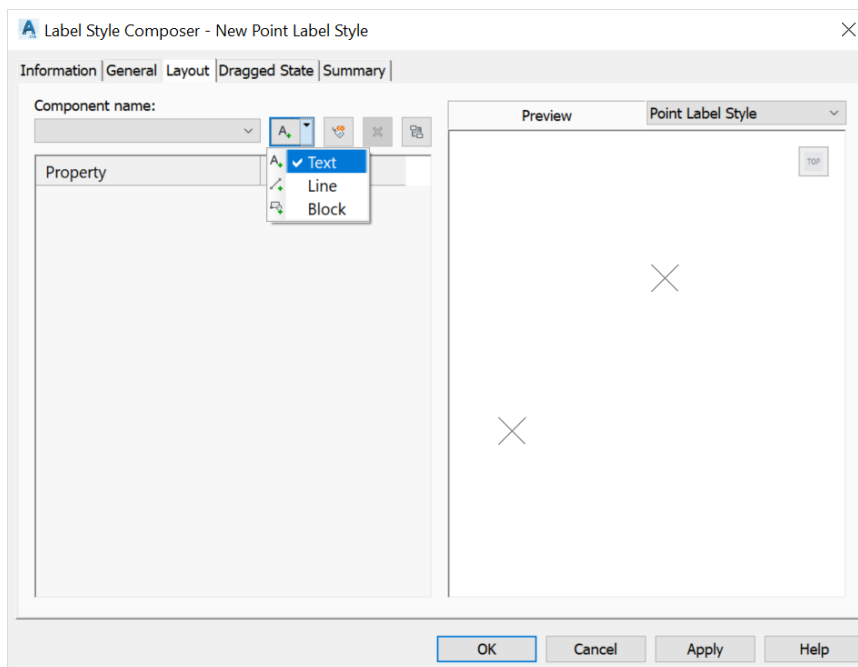 Label Style Composer - New Point Label Style
Information General Layout Dragged State Summary
Component name:
Preview
Point Label Style
Property
Text
Line
Block
TOP
OK Cancel Apply Help